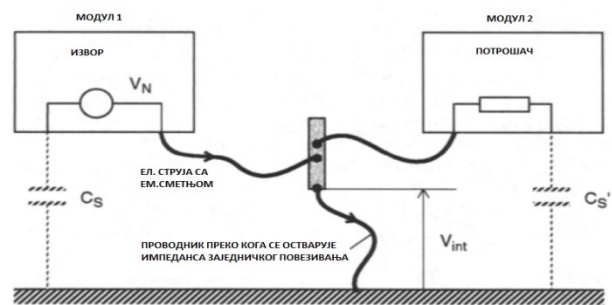 МОДУЛ 1
МОДУЛ 2
ИЗВОР
ПОТРОШАЧ
V_N
ЕЛ. СТРУЈА СА
ЕМ.СМЕТЊОМ
C_S
C_S'
ПРОВОДНИК ПРЕКО КОГА СЕ ОСТВАРУЈЕ
ИМПЕДАНСА ЗАЈЕДНИЧКОГ ПОВЕЗИВАЊА
V_int